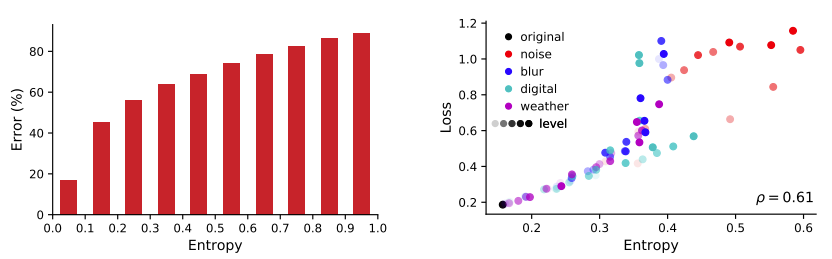 Error (%)
80
60
40
20
0
0.0 0.1 0.2 0.3 0.4 0.5 0.6 0.7 0.8 0.9 1.0
Entropy
Loss
1.2
1.0
0.8
0.6
0.4
0.2
original
noise
blur
digital
weather
level
ρ = 0.61
0.2 0.3 0.4 0.5 0.6
Entropy